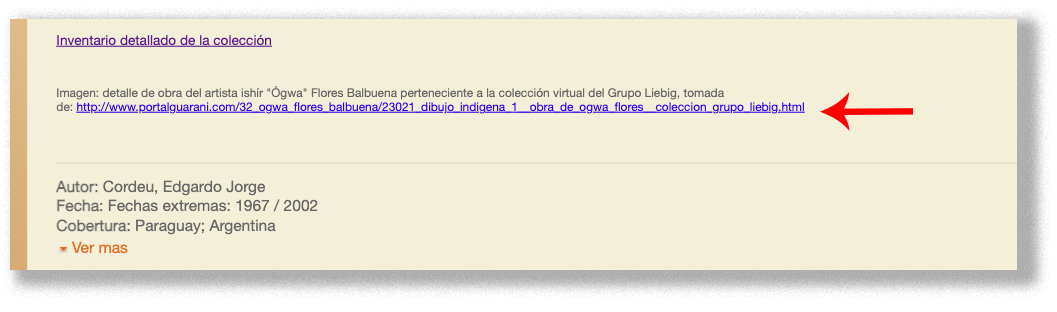 Inventario detallado de la colección
Imagen: detalle de obra del artista ishír "Ógwa" Flores Balbuena perteneciente a la colección virtual del Grupo Liebig, tomada
de: http://www.portalguarani.com/32_ogwa_flores_balbuena/23021_dibujo_indigena_1__obra_de_ogwa_flores__coleccion_grupo_liebig.html
Autor: Cordeu, Edgardo Jorge
Fecha: Fechas extremas: 1967 / 2002
Cobertura: Paraguay; Argentina
Ver mas